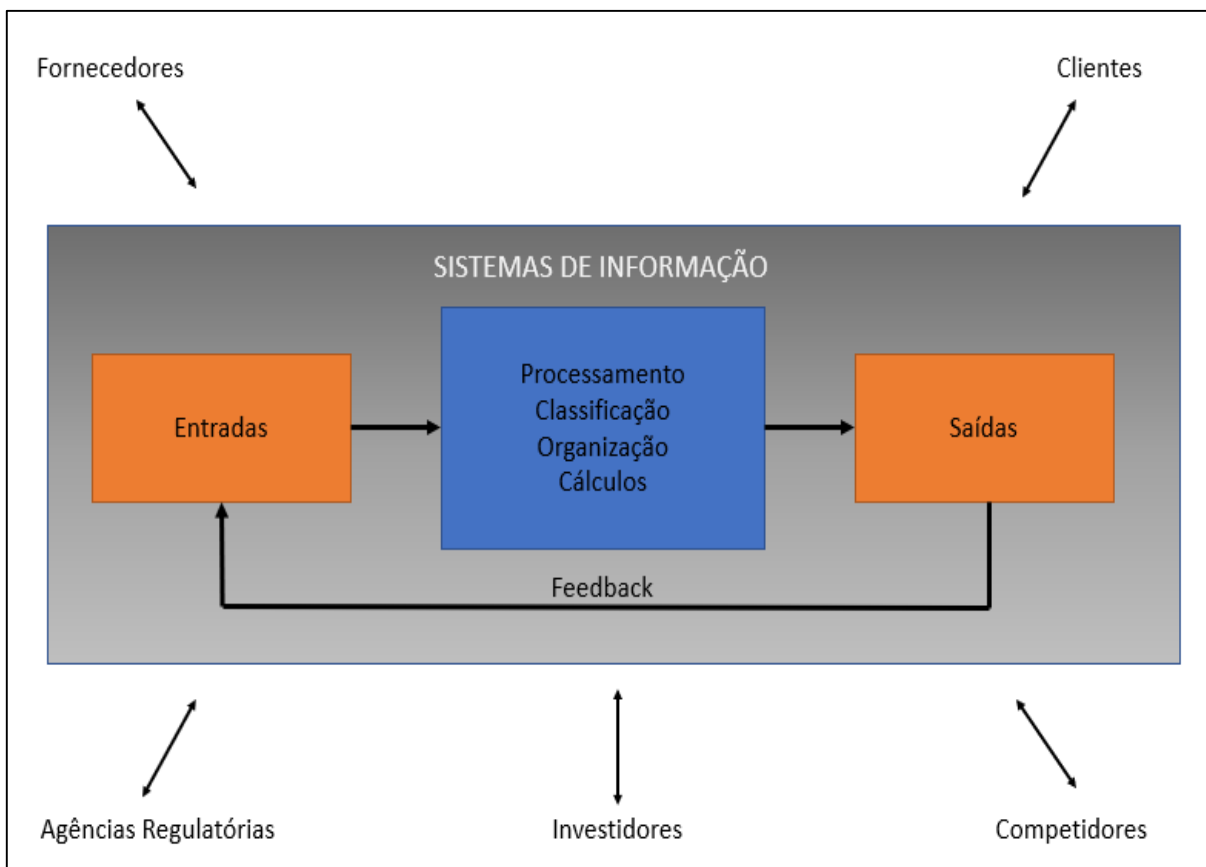 Fornecedores
Clientes
SISTEMAS DE INFORMAÇÃO
Entradas
Processamento
Classificação
Organização
Cálculos
Saídas
Feedback
Agências Regulatórias
Investidores
Competidores